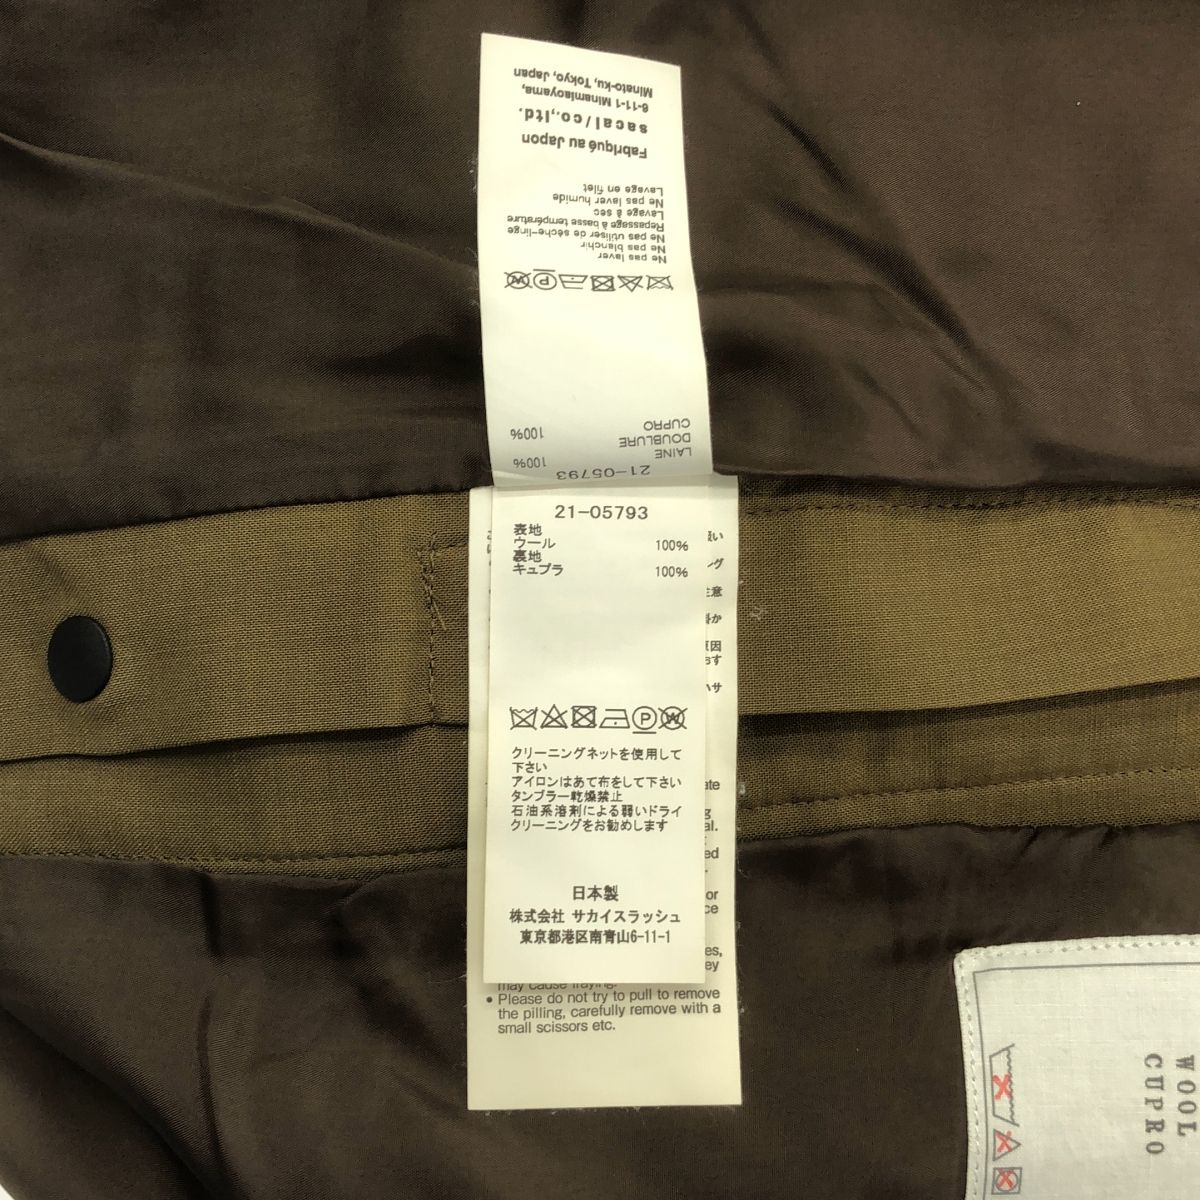 Fabriqué au Japon
sacai/co.,ltd.
6-11-1 Minamiaoyama,
Minato-ku, Tokyo, Japan
Ne pas laver
Ne pas blanchir
Ne pas utiliser de sèche-linge
Repassage à basse température
Lavage à sec
Ne pas laver humide
Lavage en filet
21-05793
LAINE 100%
DOUBLURE
CUPRO 100%
21-05793
表地
ウール 100%
裏地
キュプラ 100%
クリーニングネットを使用して
下さい
アイロンはあて布をして下さい
タンブラー乾燥禁止
石油系溶剤による弱いドライ
クリーニングをお勧めします
日本製
株式会社 サカイスラッシュ
東京都港区南青山6-11-1
may cause fraying.
• Please do not try to pull to remove
the pilling, carefully remove with a
small scissors etc.
WOOL
CUPRO